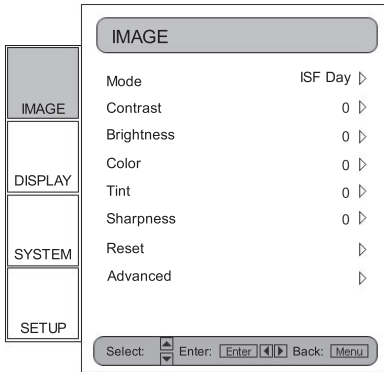 IMAGE
IMAGE
DISPLAY
SYSTEM
SETUP
Mode ISF Day
Contrast 0
Brightness 0
Color 0
Tint 0
Sharpness 0
Reset
Advanced
Select: Enter: Enter Back: Menu